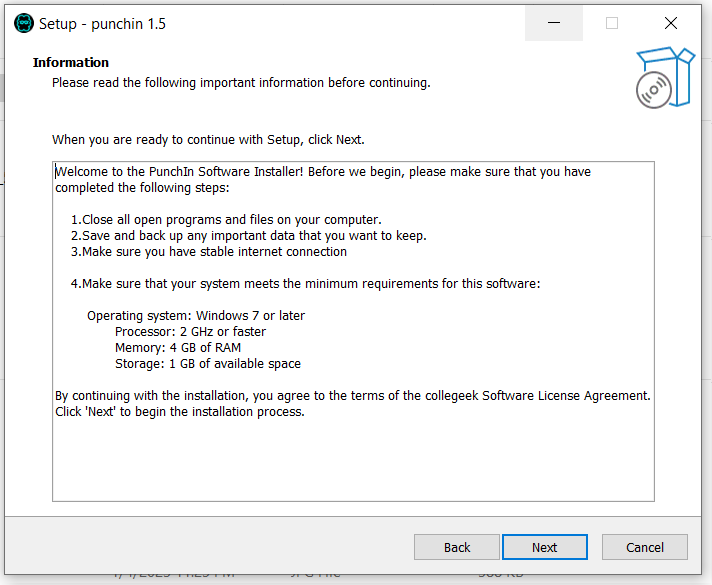 Setup - punchin 1.5
Information
Please read the following important information before continuing.
When you are ready to continue with Setup, click Next.
Welcome to the PunchIn Software Installer! Before we begin, please make sure that you have
completed the following steps:
1.Close all open programs and files on your computer.
2.Save and back up any important data that you want to keep.
3.Make sure you have stable internet connection
4.Make sure that your system meets the minimum requirements for this software:
Operating system: Windows 7 or later
Processor: 2 GHz or faster
Memory: 4 GB of RAM
Storage: 1 GB of available space
By continuing with the installation, you agree to the terms of the collegeek Software License Agreement.
Click 'Next' to begin the installation process.
Back Next Cancel